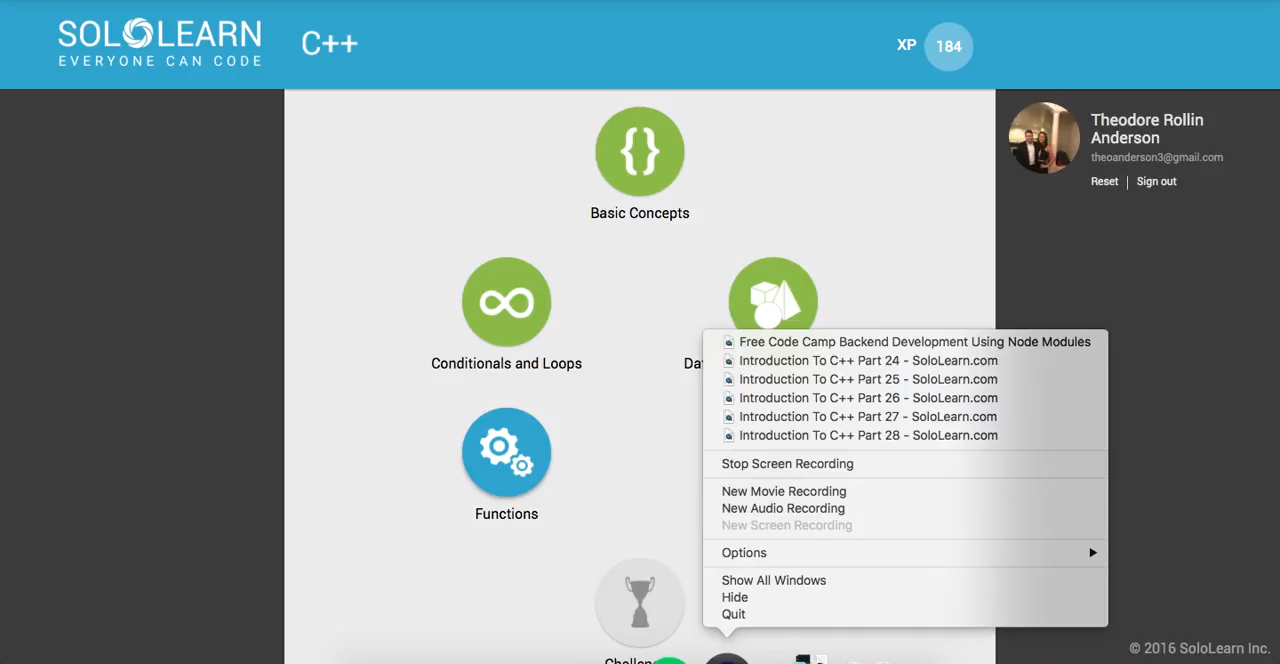 SOLOLEARN
EVERYONE CAN CODE
C++
XP
184
Theodore Rollin
Anderson
theoanderson3@gmail.com
Reset | Sign out
Basic Concepts
Conditionals and Loops
Functions
Free Code Camp Backend Development Using Node Modules
Introduction To C++ Part 24 - SoloLearn.com
Introduction To C++ Part 25 - SoloLearn.com
Introduction To C++ Part 26 - SoloLearn.com
Introduction To C++ Part 27 - SoloLearn.com
Introduction To C++ Part 28 - SoloLearn.com
Stop Screen Recording
New Movie Recording
New Audio Recording
New Screen Recording
Options
Show All Windows
Hide
Quit
© 2016 SoloLearn Inc.